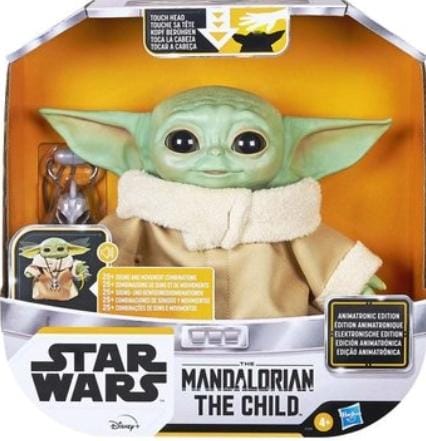 TOUCH HEAD
TOUCHE SA TÊTE
KOPF BERÜHREN
TOCA LA CABEZA
TOCAR A CABEÇA
25+ SOUND AND MOVEMENT COMBINATIONS
25+ COMBINAISONS DE SONS ET DE MOUVEMENTS
25+ SOUND- UND BEWEGUNGSKOMBINATIONEN
25+ COMBINACIONES DE SONIDOS Y MOVIMIENTOS
25+ COMBINAÇÕES DE SONS E MOVIMENTOS
ANIMATRONIC EDITION
ÉDITION ANIMATRONIQUE
ELEKTRONISCHE EDITION
EDICIÓN ANIMATRÓNICA
EDIÇÃO ANIMATRÔNICA
STAR
WARS
Disney+
THE
MANDALORIAN
THE CHILD
4+
Hasbro